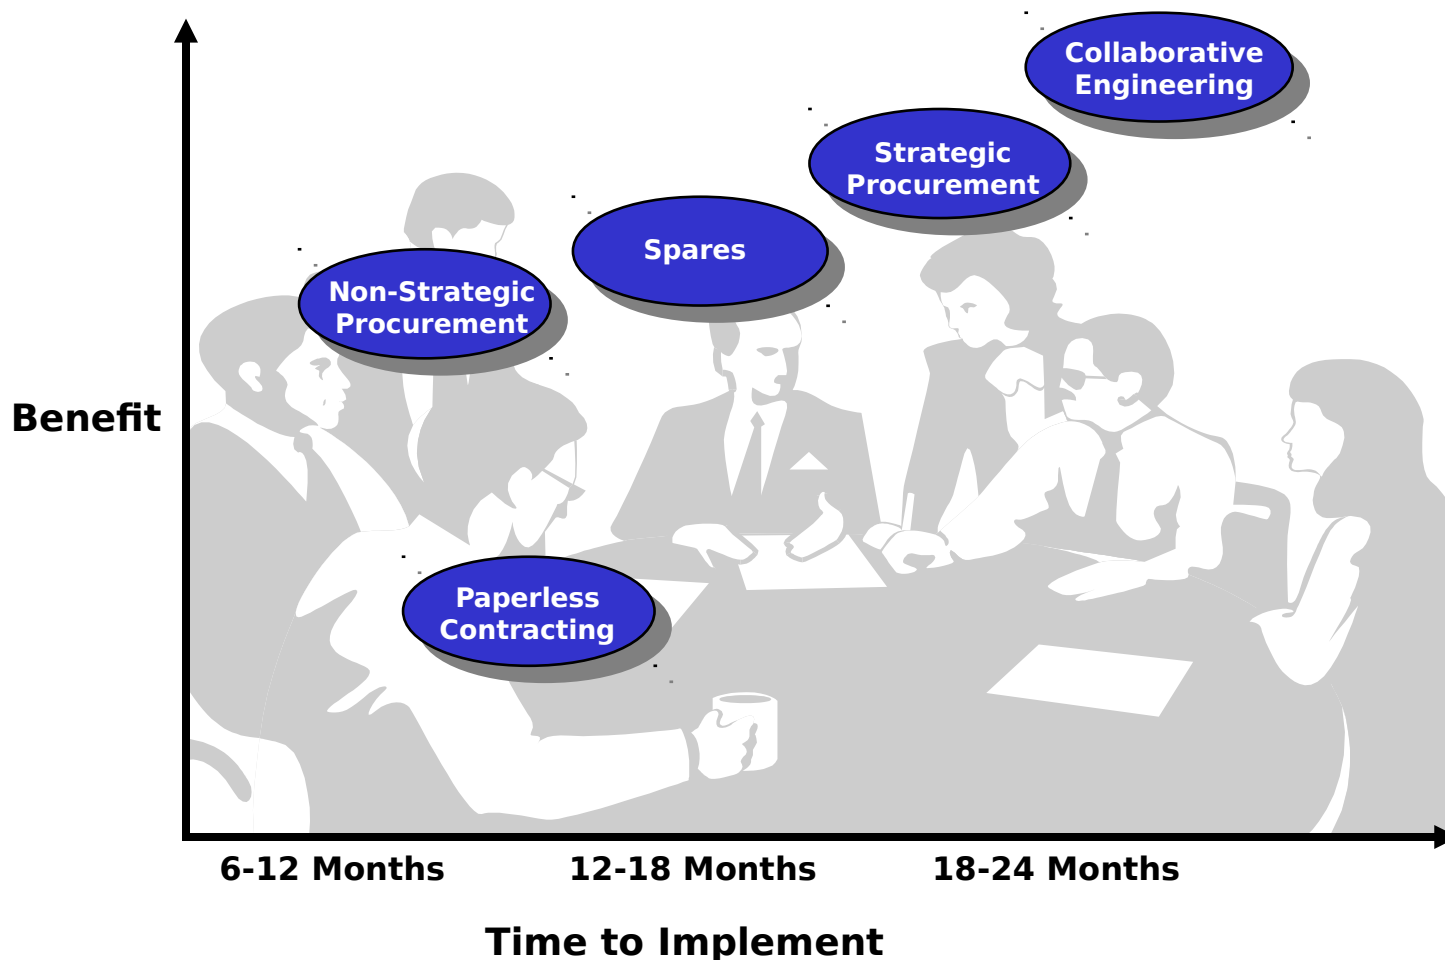 Collaborative
Engineering
Strategic
Procurement
Spares
Non-Strategic
Procurement
Benefit
Paperless
Contracting
6-12 Months
12-18 Months
18-24 Months
Time to Implement